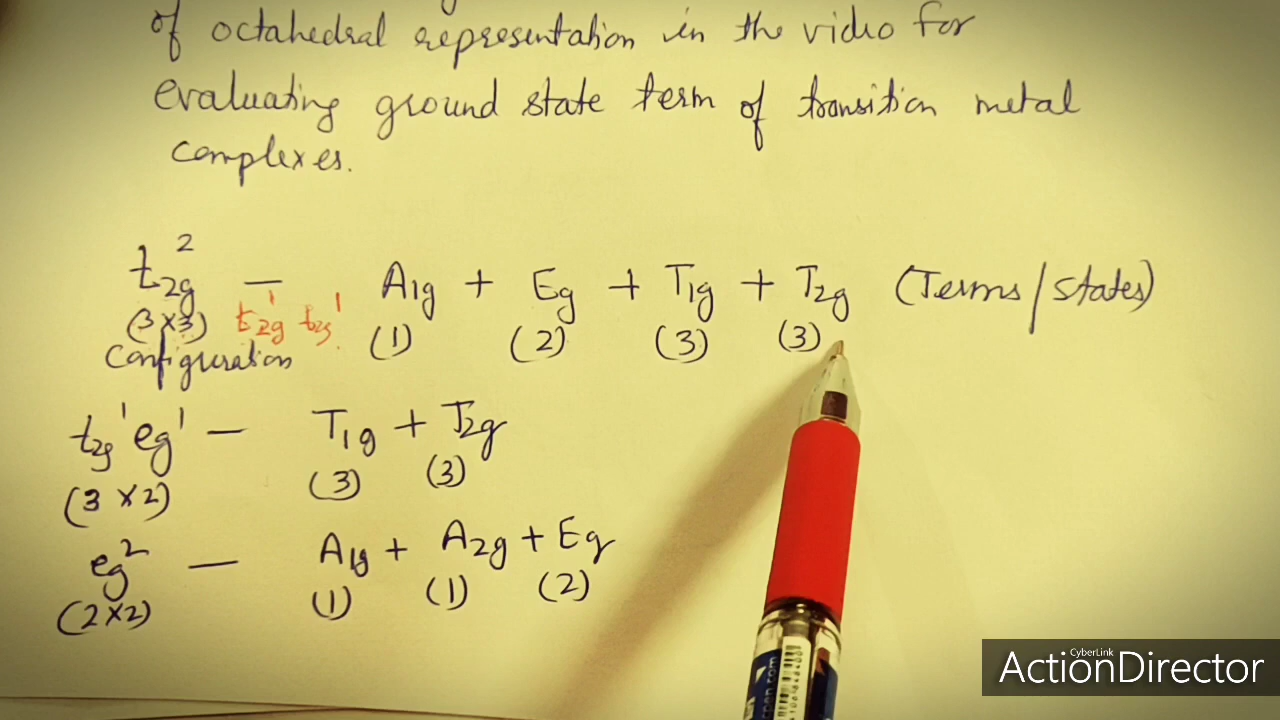 of octahedral representation in the video for
evaluating ground state term of transition metal
complexes.
t₂g² — A₁g + Eg + T₁g + T₂g (Terms/states)
(3×3) t₂g¹ t₂g¹. (1) (2) (3) (3)
Configuration
t₂g¹eg¹ — T₁g + T₂g
(3 × 2) (3) (3)
eg² — A₁g + A₂g + Eg
(2×2) (1) (1) (2)
CyberLink
ActionDirector